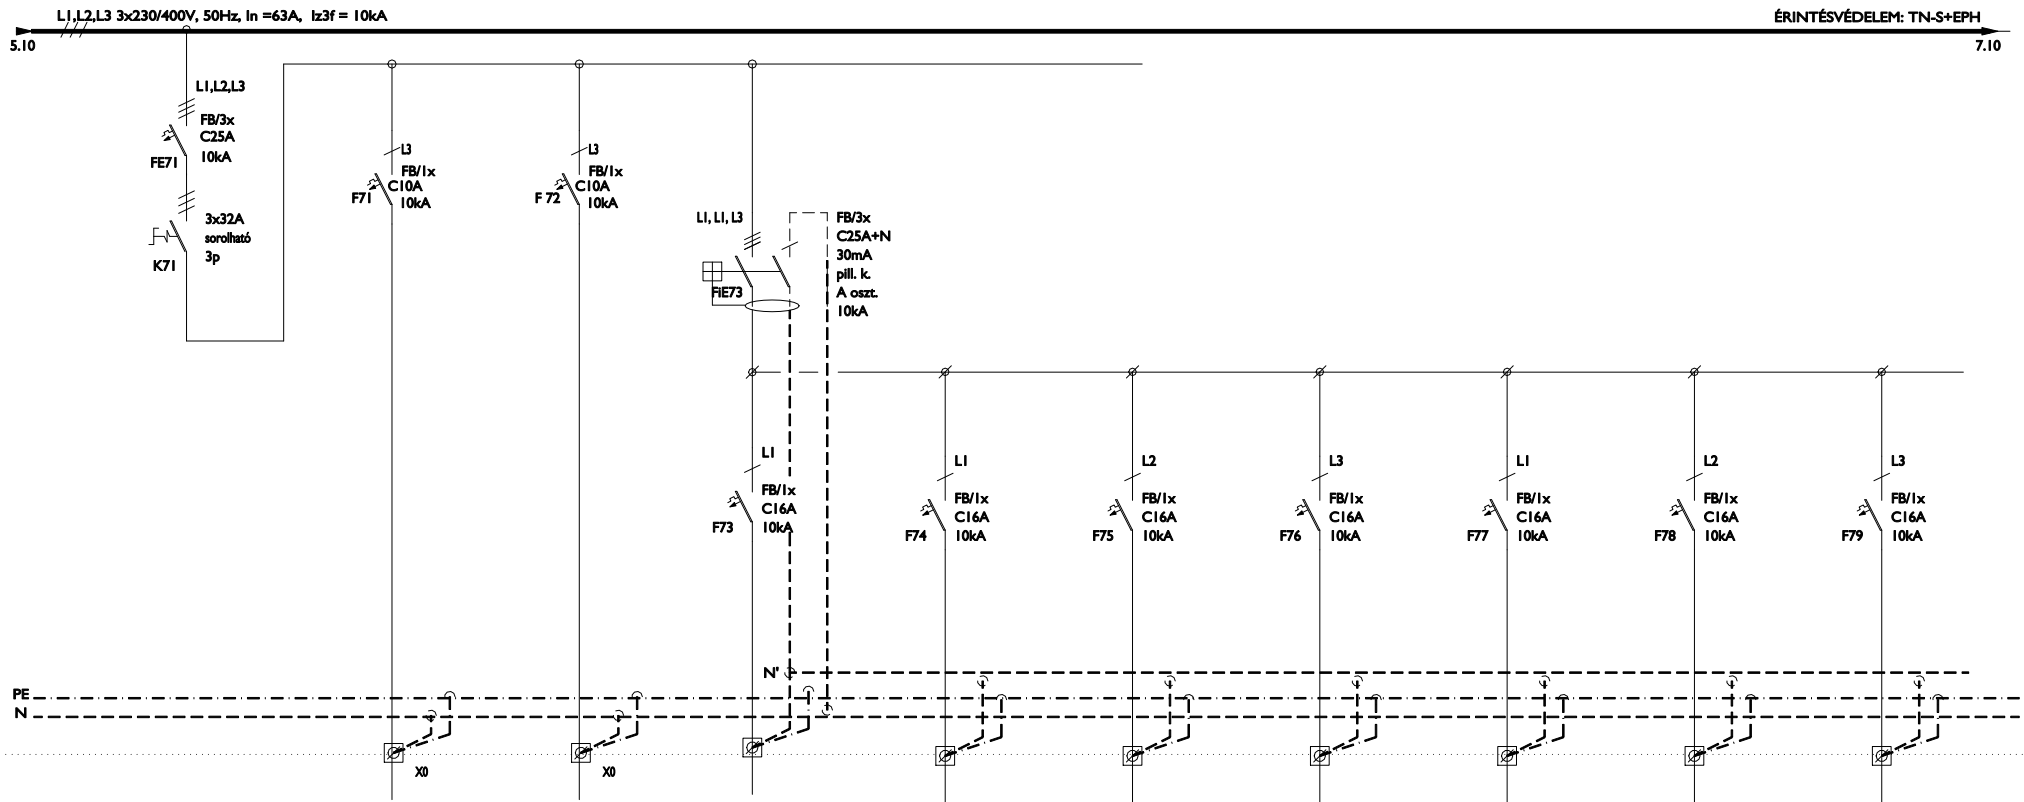 L1,L2,L3 3x230/400V, 50Hz, In =63A, Iz3f = 10kA
ÉRINTÉSVÉDELEM: TN-S+EPH
5.10
7.10
L1,L2,L3
FB/3x
C25A
10kA
FE71
3x32A
sorolható
3p
K71
L3
FB/1x
C10A
10kA
F71
L3
FB/1x
C10A
10kA
F 72
L1, L1, L3
FB/3x
C25A+N
30mA
pill. k.
A oszt.
10kA
FiE73
L1
FB/1x
C16A
10kA
F73
L1
FB/1x
C16A
10kA
F74
L2
FB/1x
C16A
10kA
F75
L3
FB/1x
C16A
10kA
F76
L1
FB/1x
C16A
10kA
F77
L2
FB/1x
C16A
10kA
F78
L3
FB/1x
C16A
10kA
F79
N'
PE
N
X0
X0